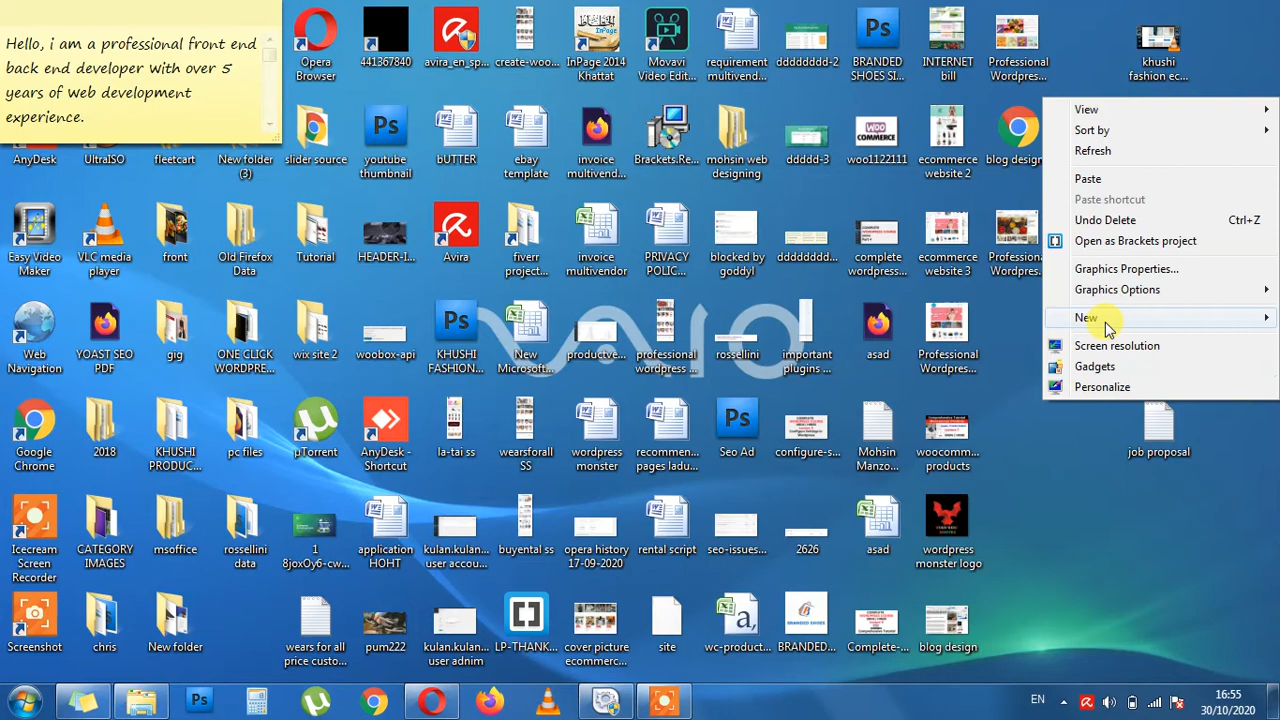 Hello, i am a professional front end
back end developer with over 5
years of web development
experience.
Opera
Browser
441367840
avira_en_sp...
create-woo...
InPage 2014
Khattat
Movavi
Video Edit...
requirement
multivend...
dddddddd-2
BRANDED
SHOES SI...
INTERNET
bill
Professional
Wordpres...
khushi
fashion ec...
AnyDesk
UltraISO
fleetcart
New folder
(3)
slider source
youtube
thumbnail
bUTTER
ebay
template
invoice
multivend...
Brackets.Re...
mohsin web
designing
ddddd-3
woo1122111
ecommerce
website 2
blog design
Easy Video
Maker
VLC media
player
front
Old Firefox
Data
Tutorial
HEADER-I...
Avira
fiverr
project...
invoice
multivendor
PRIVACY
POLIC...
blocked by
goddyl
ddddddddd...
complete
wordpress...
ecommerce
website 3
Professional
Wordpres...
Web
Navigation
YOAST SEO
PDF
gig
ONE CLICK
WORDPRE...
wix site 2
woobox-api
KHUSHI
FASHION...
New
Microsoft...
productve...
professional
wordpress ...
rossellini
important
plugins ...
asad
Professional
Wordpres...
Google
Chrome
2018
KHUSHI
PRODUC...
pc files
µTorrent
AnyDesk -
Shortcut
la-tai ss
wearsforall
SS
wordpress
monster
recommen...
pages ladu...
Seo Ad
configure-s...
Mohsin
Manzo...
woocomm...
products
job proposal
Icecream
Screen
Recorder
CATEGORY
IMAGES
msoffice
rossellini
data
1
8joxOy6-cw...
application
HOHT
kulan.kulan...
user accou...
buyental ss
opera history
17-09-2020
rental script
seo-issues...
2626
asad
wordpress
monster logo
Screenshot
css
New folder
wears for all
price custo...
pum222
kulan.kulan...
user adnim
LP-THANK...
cover picture
ecommerc...
site
wc-product...
BRANDED...
Complete-...
blog design
View
Sort by
Refresh
Paste
Paste shortcut
Undo Delete Ctrl+Z
Open as Brackets project
Graphics Properties...
Graphics Options
New
Screen resolution
Gadgets
Personalize
EN
16:55
30/10/2020